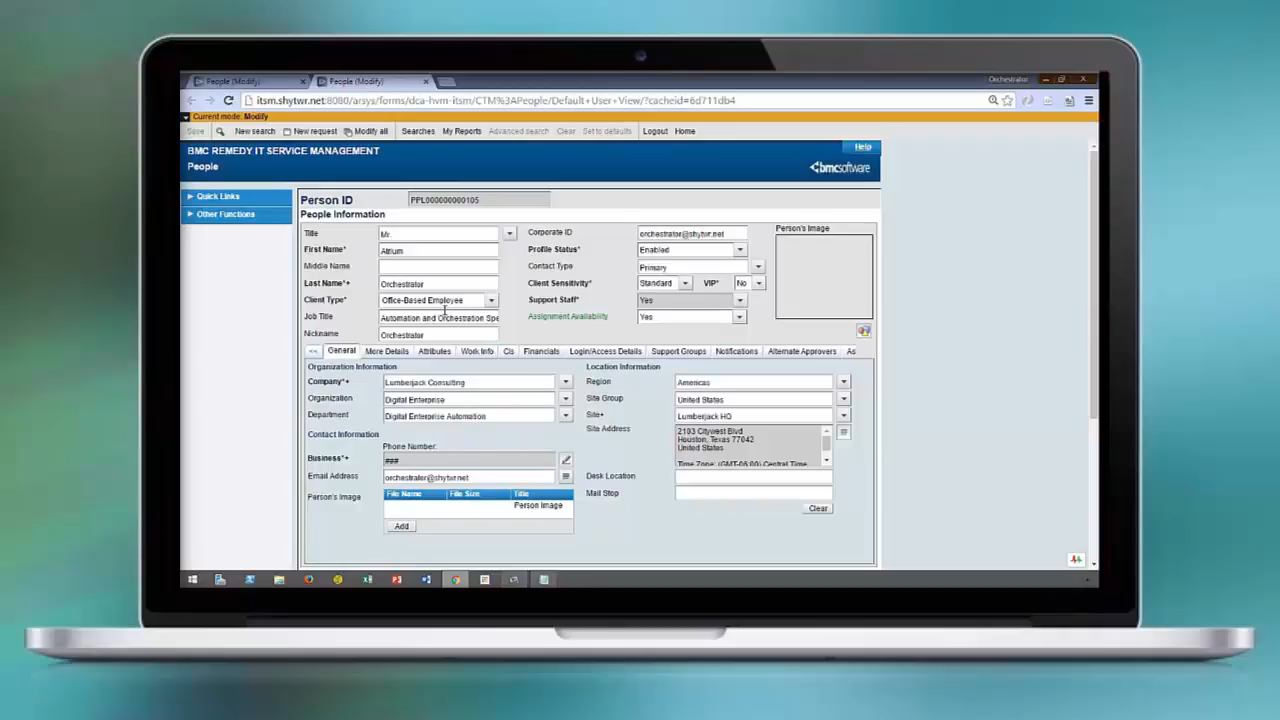 People (Modify) People (Modify) Orchestrator
itsm.shytwr.net:8080/arsys/forms/dca-hvm-itsm/CTM%3APeople/Default+User+View/?cacheid=6d711db4
Current mode: Modify
Save New search New request Modify all Searches My Reports Advanced search Clear Set to defaults Logout Home
BMC REMEDY IT SERVICE MANAGEMENT Help
People bmcsoftware
Quick Links
Other Functions
Person ID PPL000000000105
People Information
Title Mr. Corporate ID orchestrator@shytwr.net Person's Image
First Name* Atrium Profile Status* Enabled
Middle Name Contact Type Primary
Last Name*+ Orchestrator Client Sensitivity* Standard VIP* No
Client Type* Office-Based Employee Support Staff* Yes
Job Title Automation and Orchestration Spe Assignment Availability Yes
Nickname Orchestrator
<< General More Details Attributes Work Info CIs Financials Login/Access Details Support Groups Notifications Alternate Approvers As
Organization Information Location Information
Company*+ Lumberjack Consulting Region Americas
Organization Digital Enterprise Site Group United States
Department Digital Enterprise Automation Site+ Lumberjack HQ
Site Address 2103 Citywest Blvd
Houston, Texas 77042
United States
Time Zone: (GMT-06:00) Central Time
Contact Information
Phone Number:
Business*+ ###
Email Address orchestrator@shytwr.net Desk Location
Person's Image File Name File Size Title Mail Stop
Person Image
Add Clear